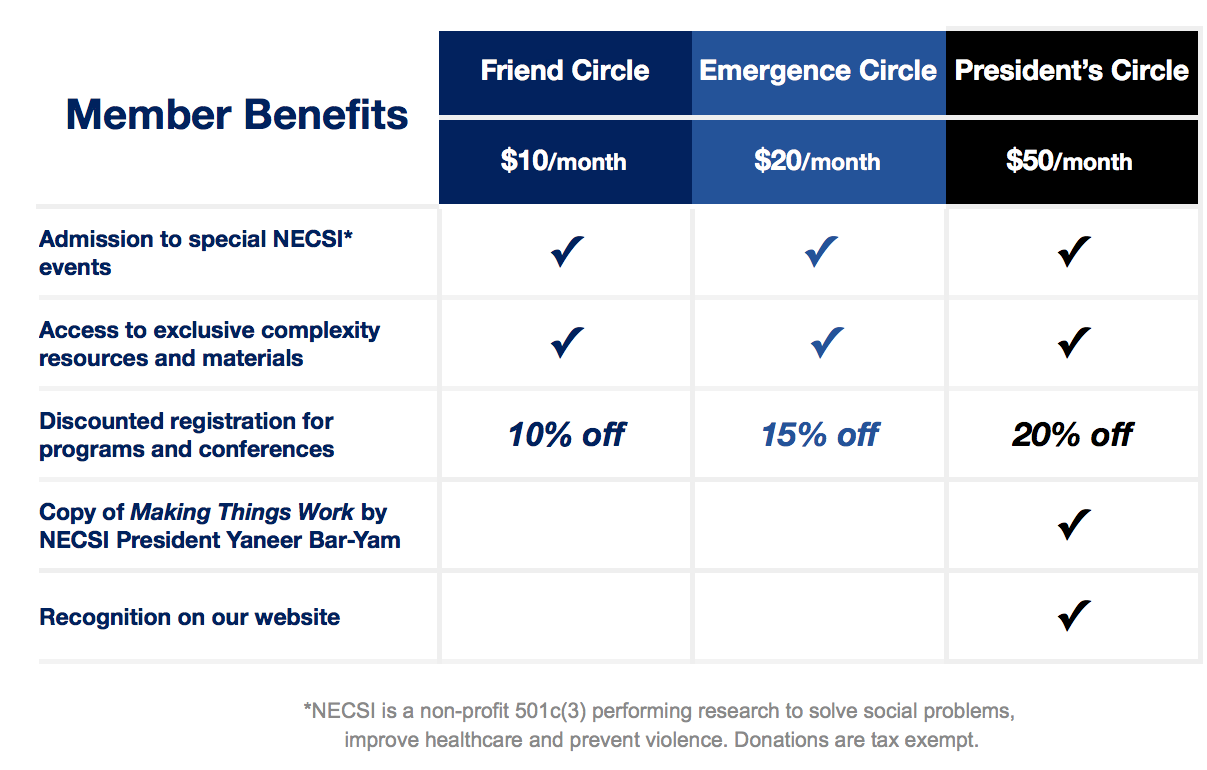 Member Benefits
Friend Circle
Emergence Circle
President’s Circle
$10/month
$20/month
$50/month
Admission to special NECSI*
events
✓ ✓ ✓
Access to exclusive complexity
resources and materials
✓ ✓ ✓
Discounted registration for
programs and conferences
10% off
15% off
20% off
Copy of Making Things Work by
NECSI President Yaneer Bar-Yam
✓
Recognition on our website
✓
*NECSI is a non-profit 501c(3) performing research to solve social problems,
improve healthcare and prevent violence. Donations are tax exempt.